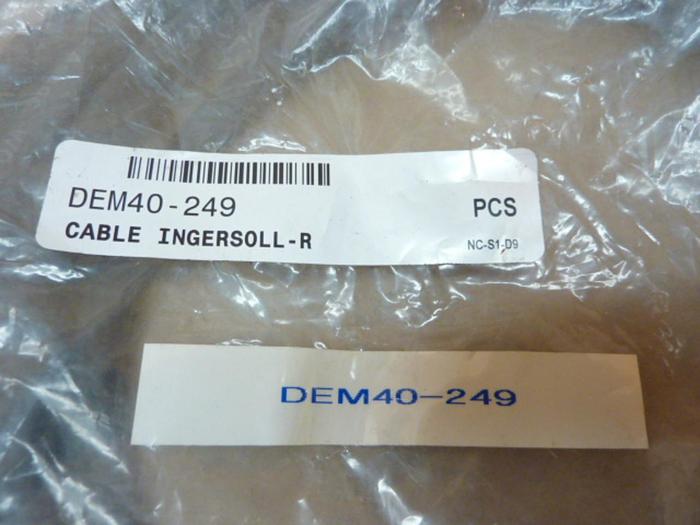 DEM40-249
PCS
CABLE INGERSOLL-R
NC-S1-D9
DEM40-249